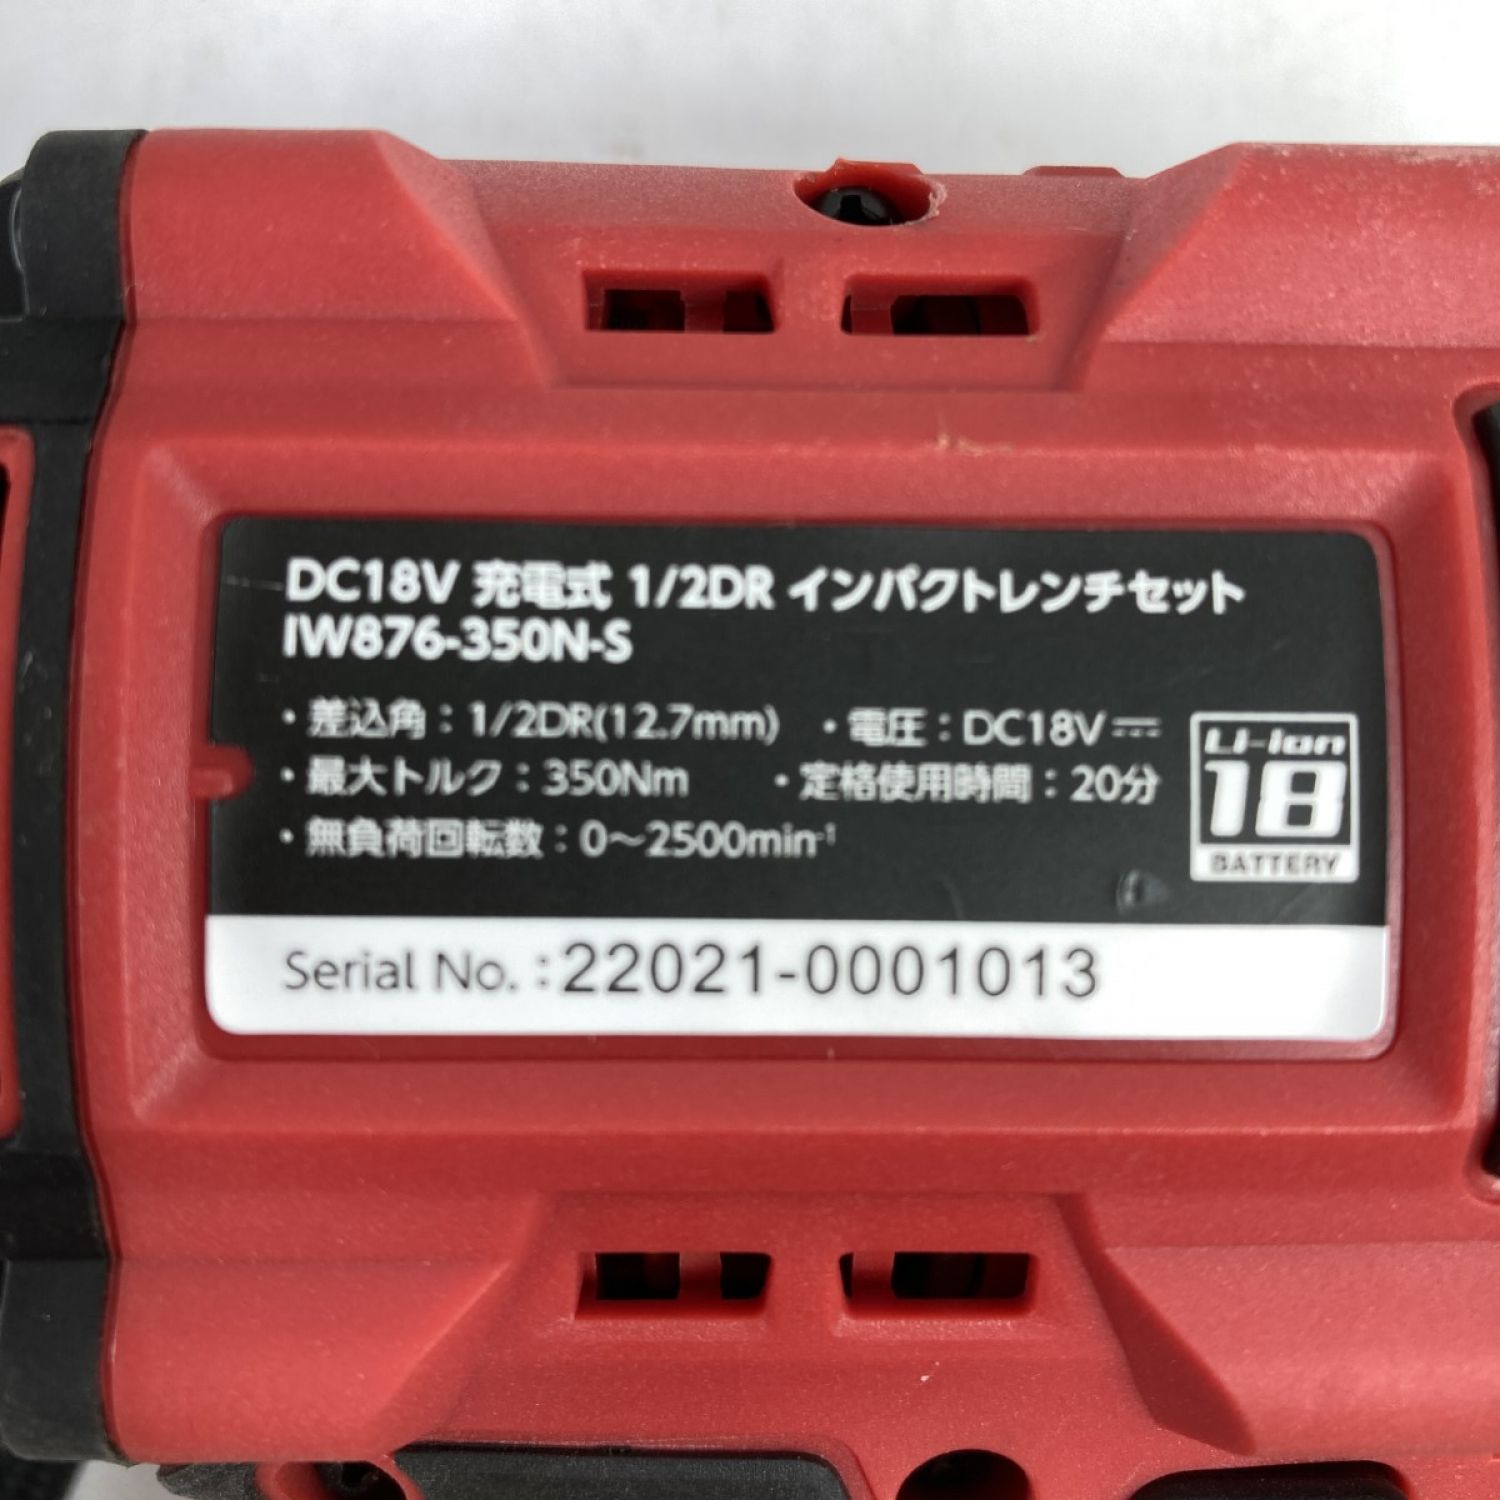 DC18V 充電式 1/2DR インパクトレンチセット
IW876-350N-S
・差込角：1/2DR(12.7mm) ・電圧：DC18V⎓
・最大トルク：350Nm ・定格使用時間：20分
・無負荷回転数：0～2500min⁻¹
Li-ion
18
BATTERY
Serial No.：22021-0001013